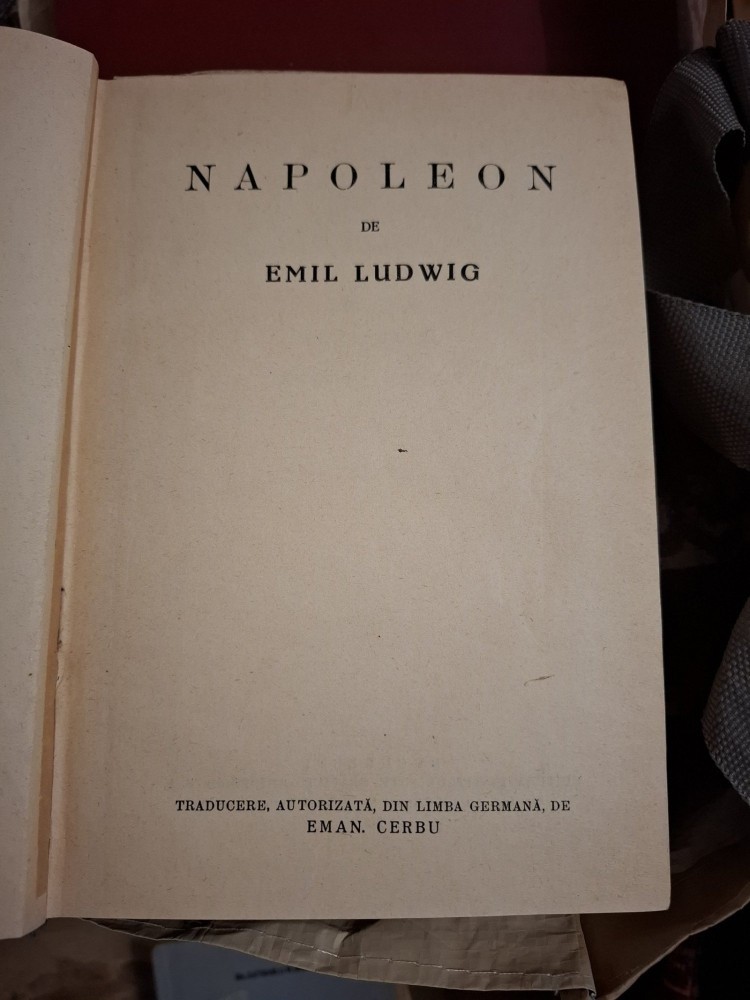 NAPOLEON
DE
EMIL LUDWIG
TRADUCERE, AUTORIZATĂ, DIN LIMBA GERMANĂ, DE
EMAN. CERBU